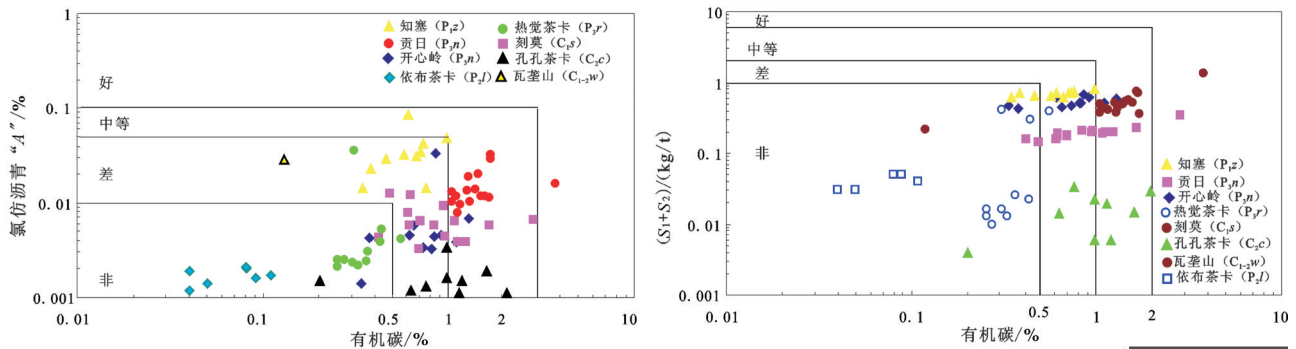 氯仿沥青“A”/%
1
0.1
0.01
0.001
好
中等
差
非
知塞 (P₁z)
贡日 (P₃n)
开心岭 (P₃n)
依布茶卡 (P₂l)
热觉茶卡 (P₃r)
刻莫 (C₁s)
孔孔茶卡 (C₂c)
瓦垄山 (C₁₋₂w)
0.01
0.1
0.5
1
10
有机碳/%
(S₁+S₂)/(kg/t)
10
1
0.1
0.01
0.001
好
中等
差
非
知塞 (P₁z)
贡日 (P₃n)
开心岭 (P₃n)
热觉茶卡 (P₃r)
刻莫 (C₁s)
孔孔茶卡 (C₂c)
瓦垄山 (C₁₋₂w)
依布茶卡 (P₂l)
0.01
0.1
0.5
1
2
10
有机碳/%